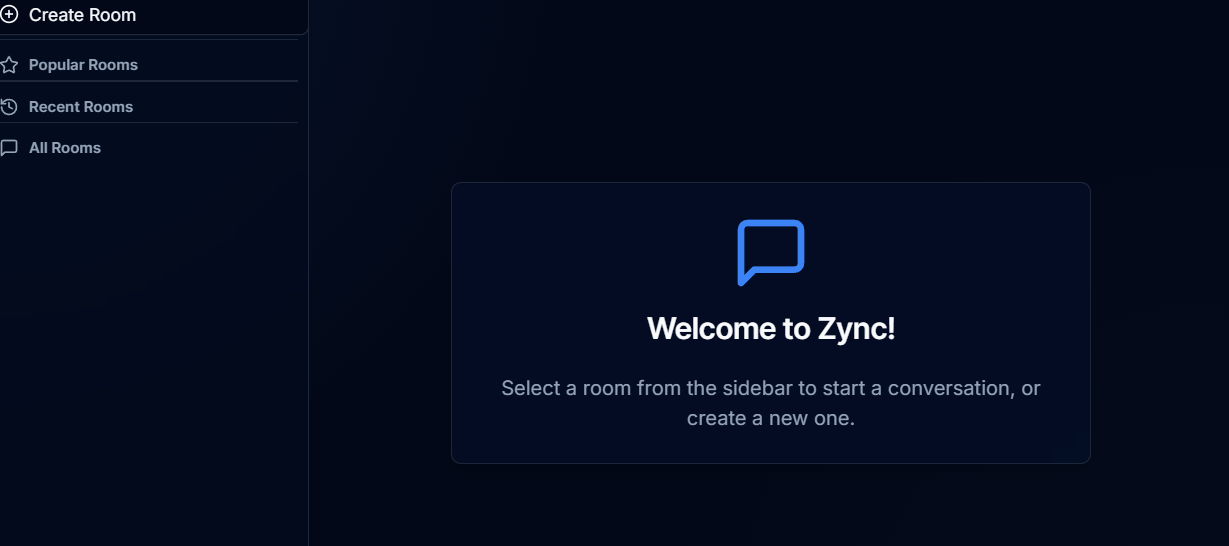 Create Room
Popular Rooms
Recent Rooms
All Rooms
Welcome to Zync!
Select a room from the sidebar to start a conversation, or
create a new one.